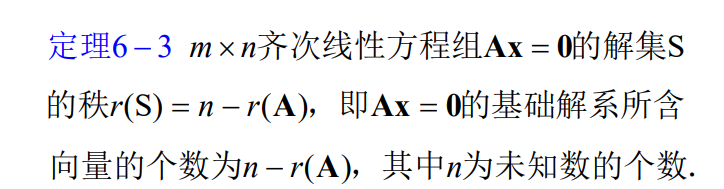 定理6－3 m×n齐次线性方程组Ax = 0的解集S
的秩r(S) = n － r(A)，即Ax = 0的基础解系所含
向量的个数为n － r(A)，其中n为未知数的个数.